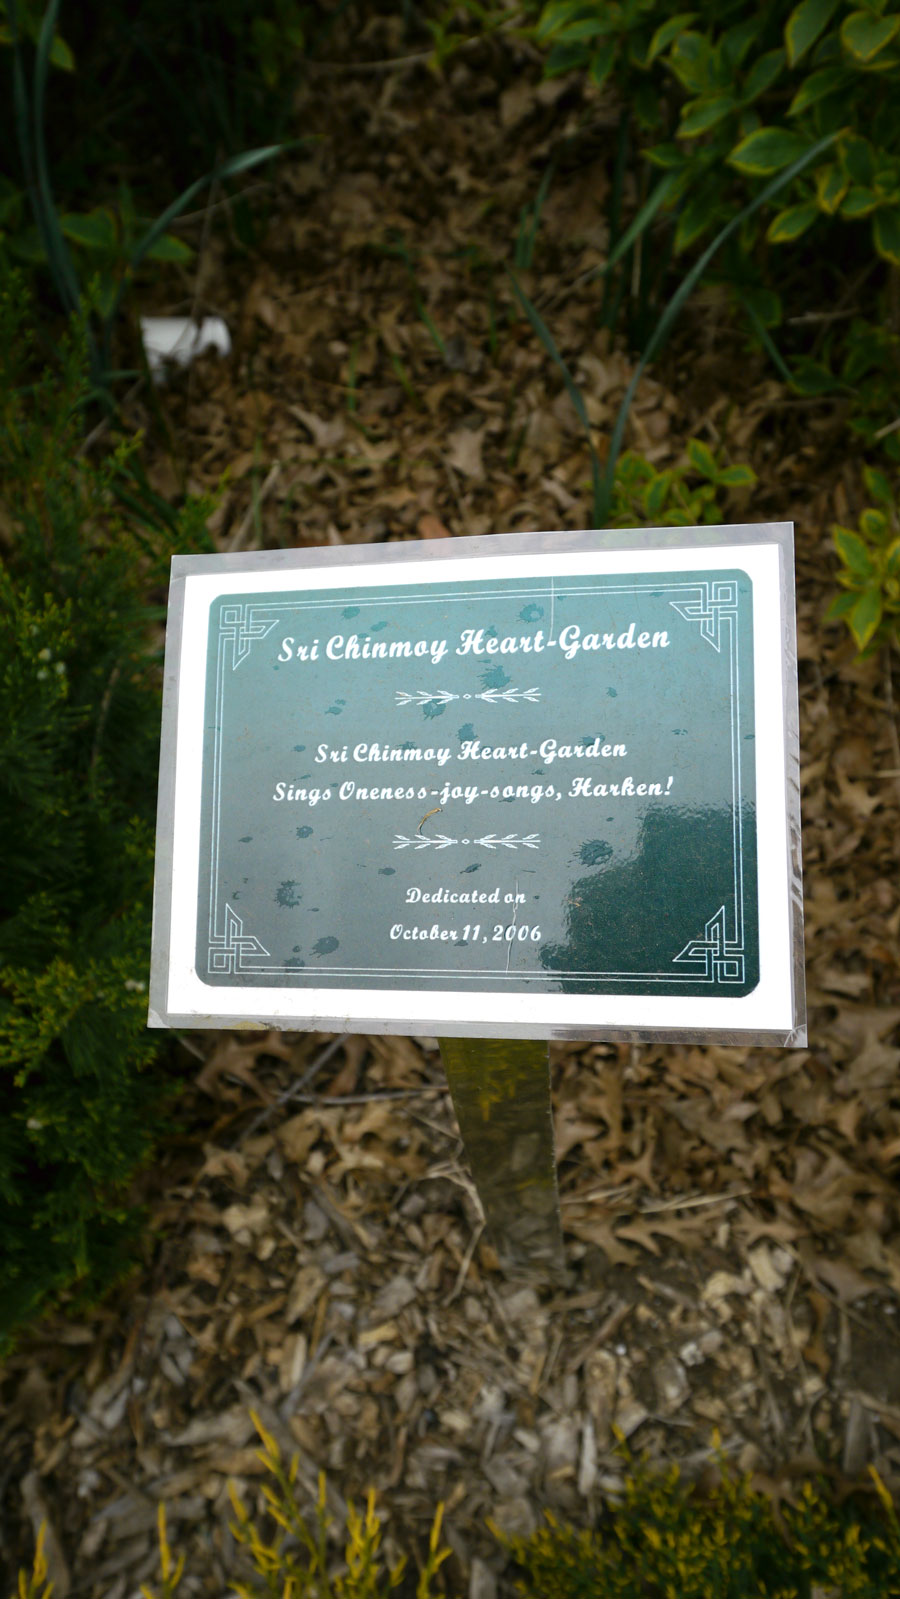 Sri Chinmoy Heart-Garden
Sri Chinmoy Heart-Garden
Sings Oneness-joy-songs, Harken!
Dedicated on
October 11, 2006